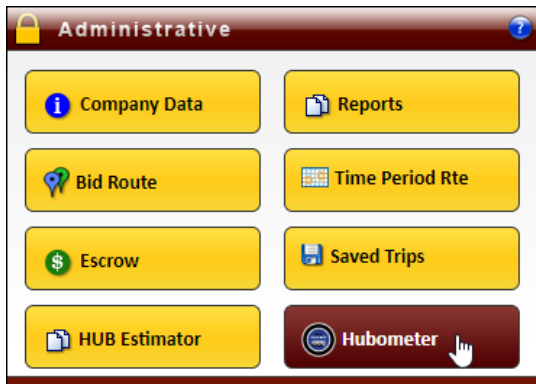 Administrative
?
i Company Data
Reports
Bid Route
Time Period Rte
$ Escrow
Saved Trips
HUB Estimator
Hubometer